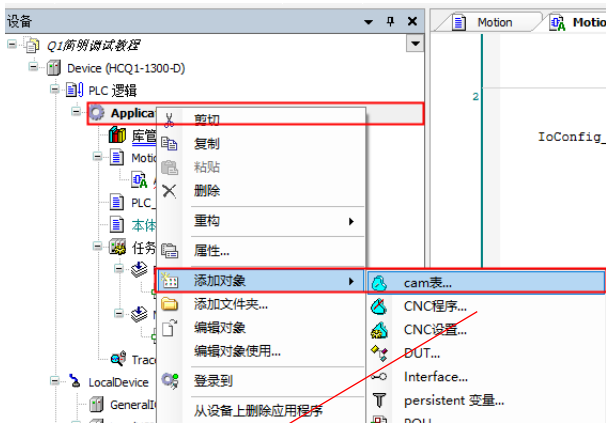 设备
Motion
Motio
Q1简明调试教程
Device (HCQ1-1300-D)
PLC 逻辑
2
Applica
剪切
库管
复制
IoConfig_
Motio
粘贴
删除
PLC_
本体
重构
任务
属性...
添加对象
cam表...
添加文件夹...
CNC程序...
编辑对象
CNC设置...
编辑对象使用...
DUT...
Trace
LocalDevice
登录到
Interface...
GeneralI
从设备上删除应用程序
persistent 变量...
POU